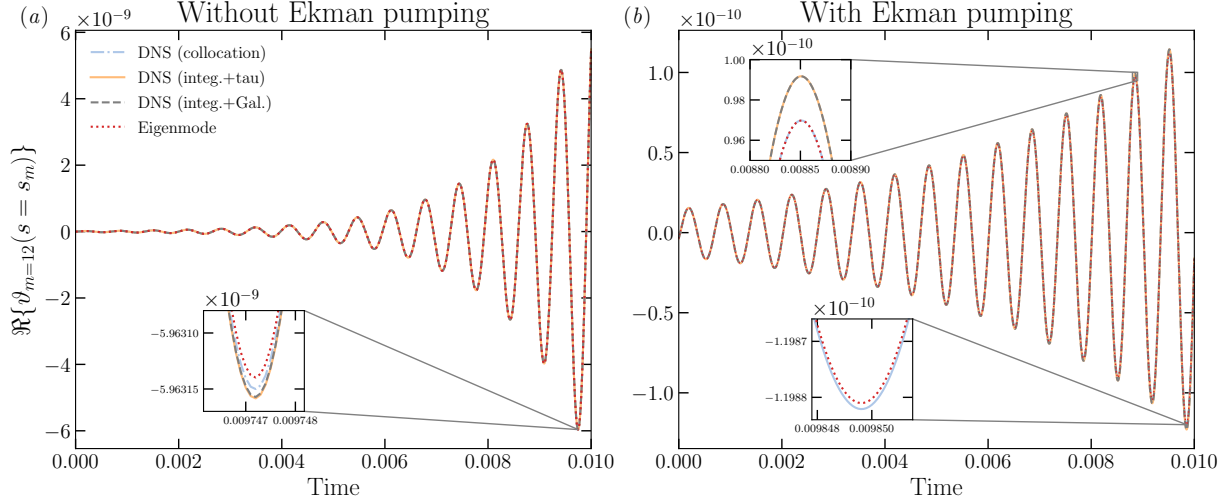 (a) Without Ekman pumping
×10⁻⁹
6
4
2
0
−2
−4
−6
ℜ{ϑₘ₌₁₂(s = sₘ)}
DNS (collocation)
DNS (integ.+tau)
DNS (integ.+Gal.)
Eigenmode
×10⁻⁹
−5.96310
−5.96315
0.009747 0.009748
0.000 0.002 0.004 0.006 0.008 0.010
Time
(b) With Ekman pumping
×10⁻¹⁰
1.0
0.5
0.0
−0.5
−1.0
×10⁻¹⁰
1.00
0.98
0.96
0.00880 0.00885 0.00890
×10⁻¹⁰
−1.1987
−1.1988
0.009848 0.009850
0.000 0.002 0.004 0.006 0.008 0.010
Time